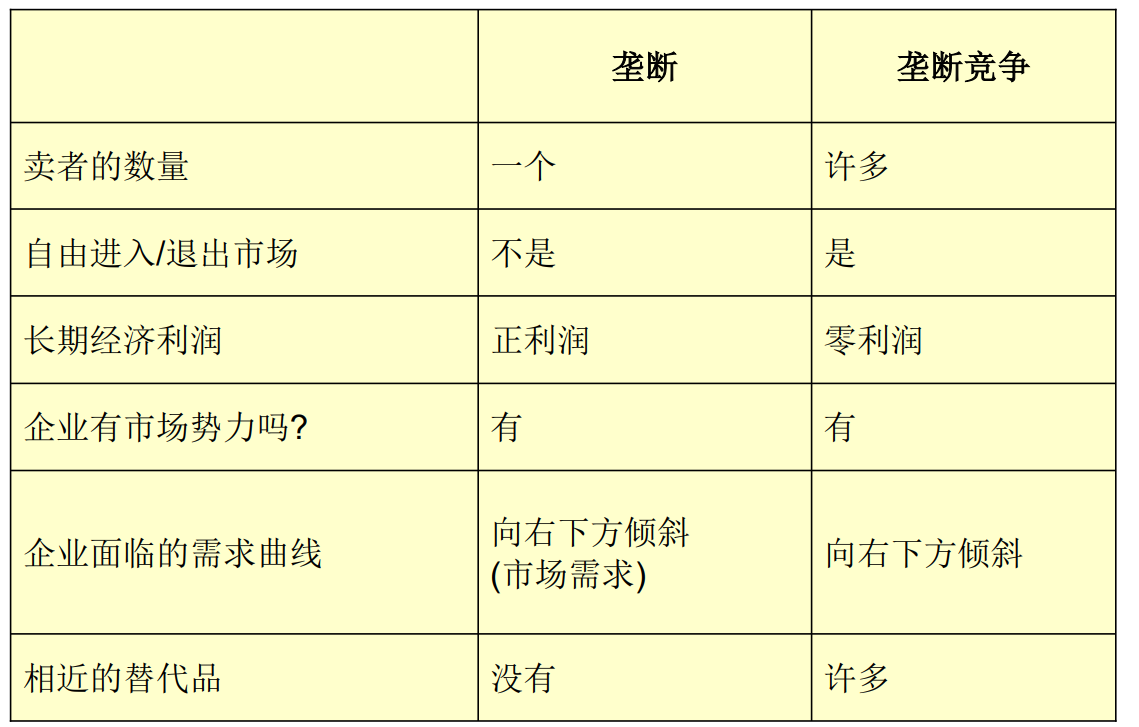 垄断 垄断竞争
卖者的数量 一个 许多
自由进入/退出市场 不是 是
长期经济利润 正利润 零利润
企业有市场势力吗? 有 有
企业面临的需求曲线 向右下方倾斜 向右下方倾斜
(市场需求)
相近的替代品 没有 许多